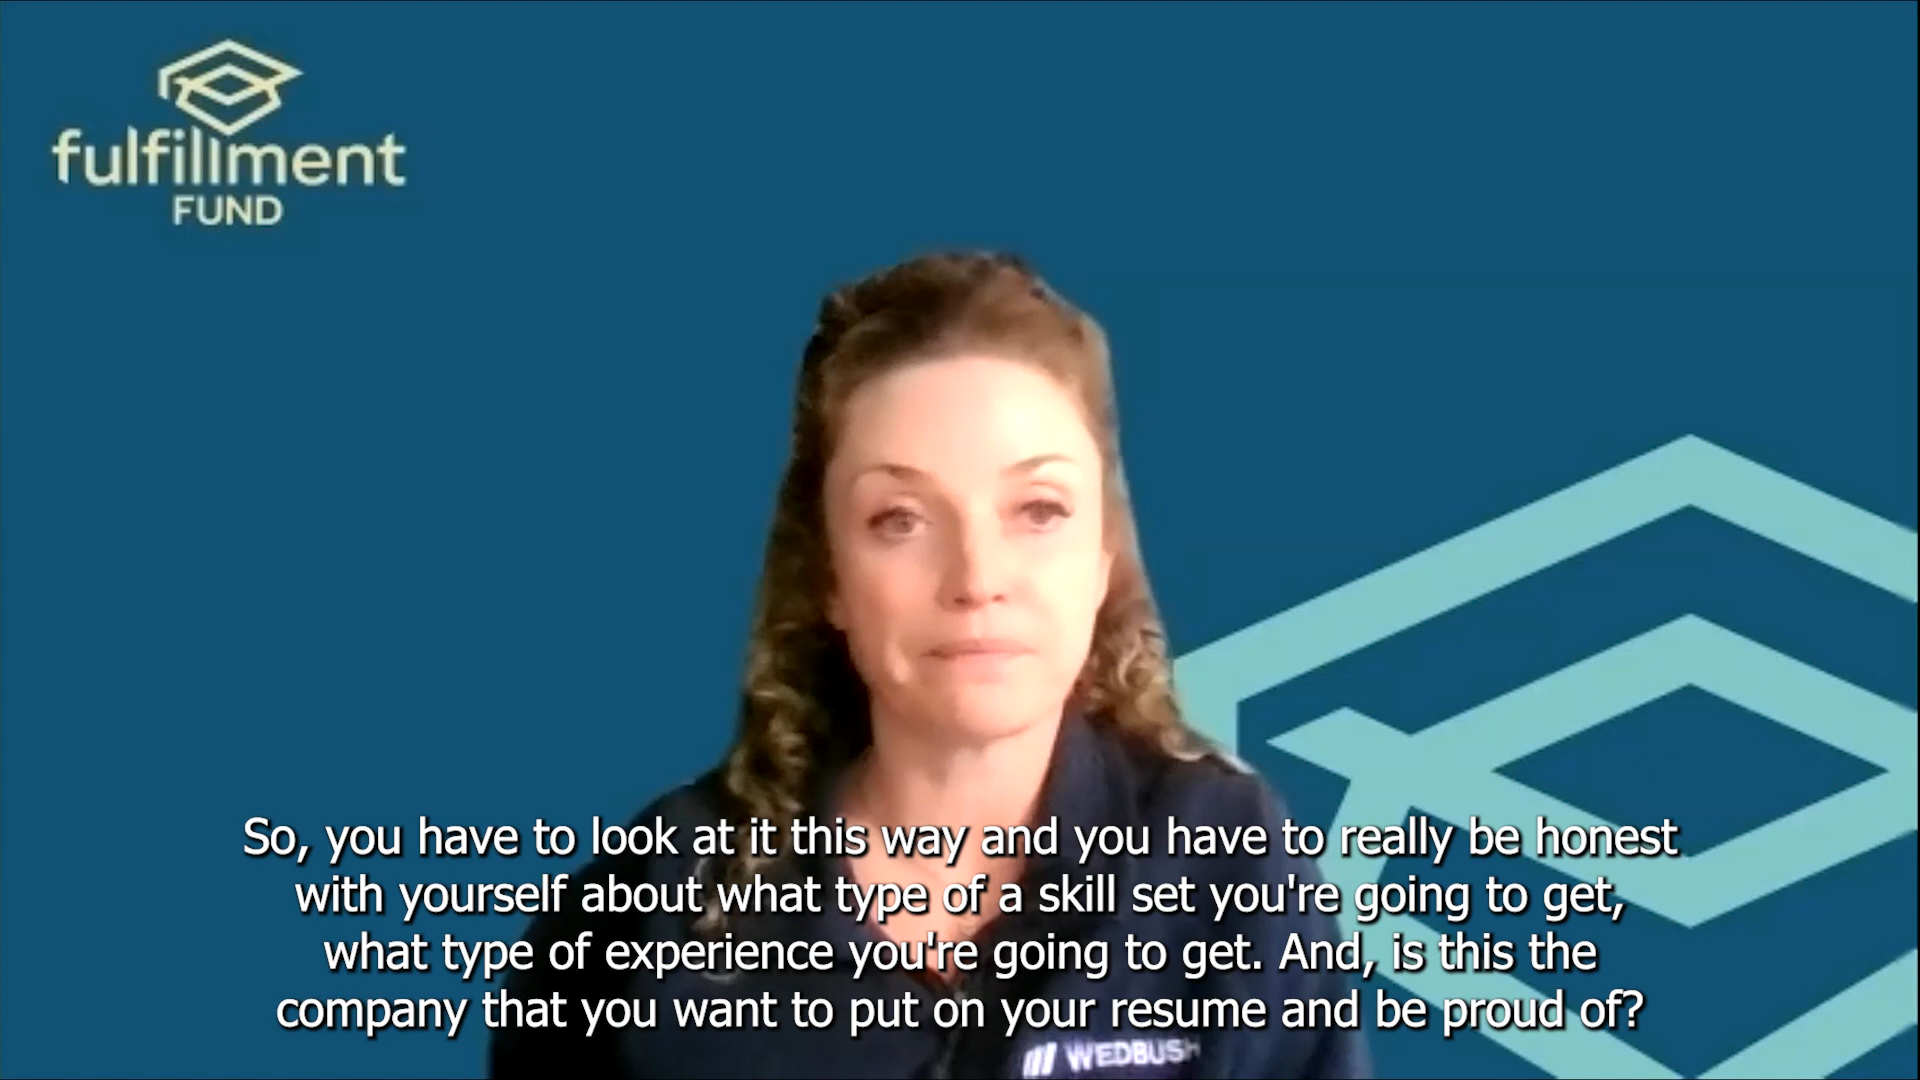 fulfillment
FUND
So, you have to look at it this way and you have to really be honest
with yourself about what type of a skill set you're going to get,
what type of experience you're going to get. And, is this the
company that you want to put on your resume and be proud of?
WEDBUSH